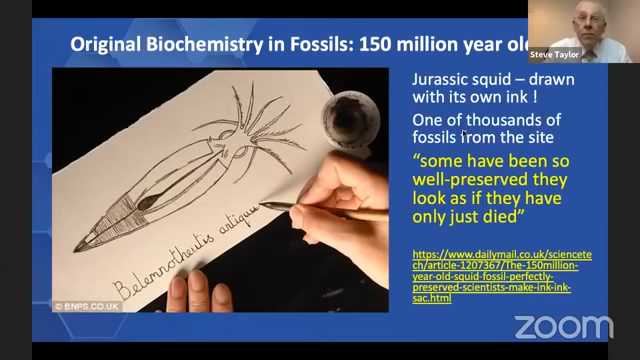 Original Biochemistry in Fossils: 150 million year old
Steve Taylor
Jurassic squid – drawn
with its own ink !
One of thousands of
fossils from the site
“some have been so
well-preserved they
look as if they have
only just died”
https://www.dailymail.co.uk/sciencete
ch/article-1207367/The-150million-
year-old-squid-fossil-perfectly-
preserved-scientists-make-ink-ink-
sac.html
Belemnotheutis antiquu
© BNPS.CO.UK
zoom